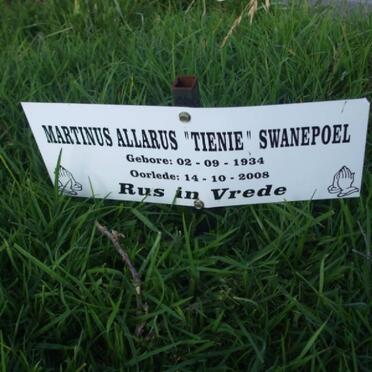 MARTINUS ALLARUS "TIENIE" SWANEPOEL
Gebore: 02 - 09 - 1934
Oorlede: 14 - 10 - 2008
Rus in Vrede